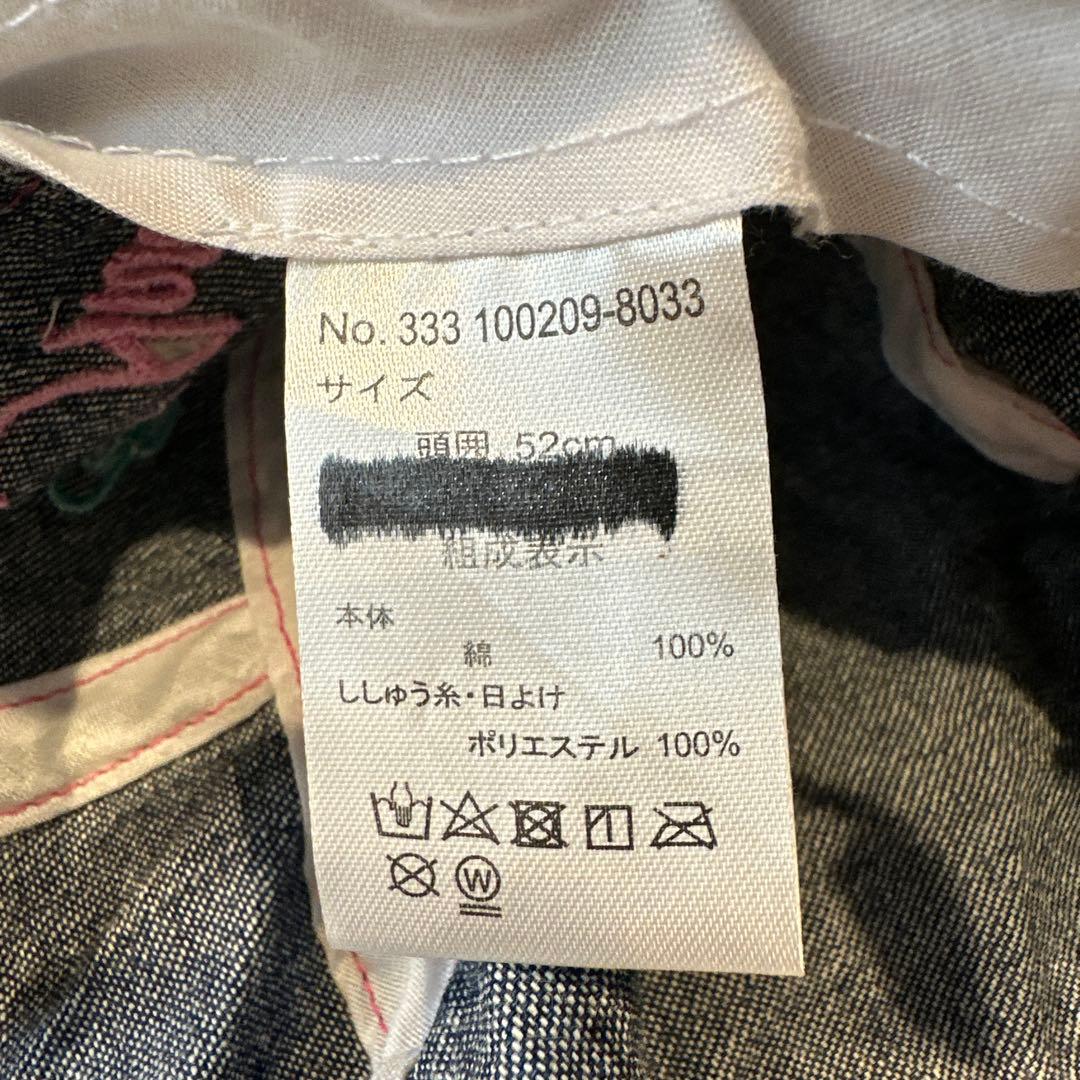 No. 333 100209-8033
サイズ
頭囲 52cm
組成表示
本体
綿 100%
ししゅう糸・日よけ
ポリエステル 100%
W